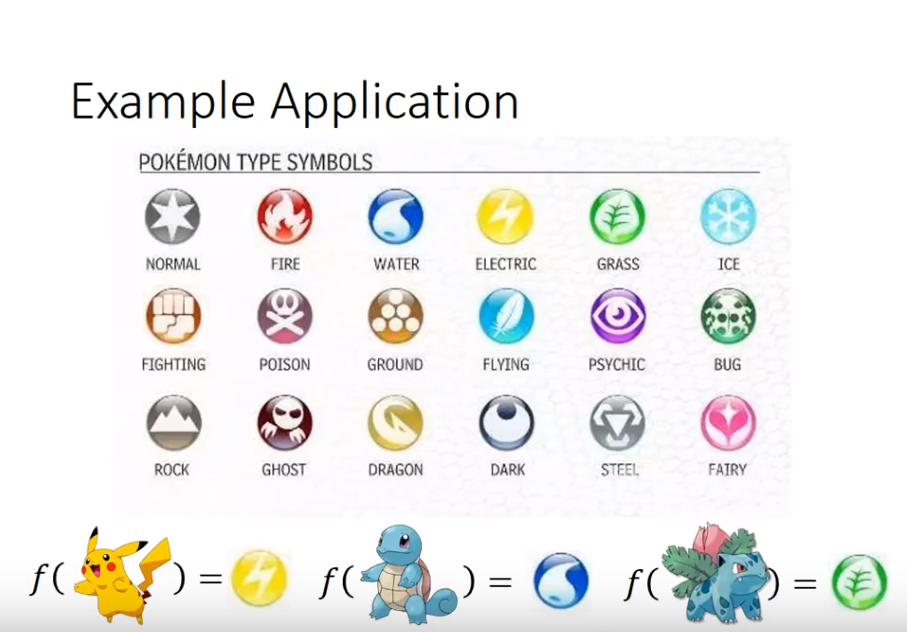 Example Application
POKÉMON TYPE SYMBOLS
NORMAL FIRE WATER ELECTRIC GRASS ICE
FIGHTING POISON GROUND FLYING PSYCHIC BUG
ROCK GHOST DRAGON DARK STEEL FAIRY
f( ) = f( ) = f( ) =